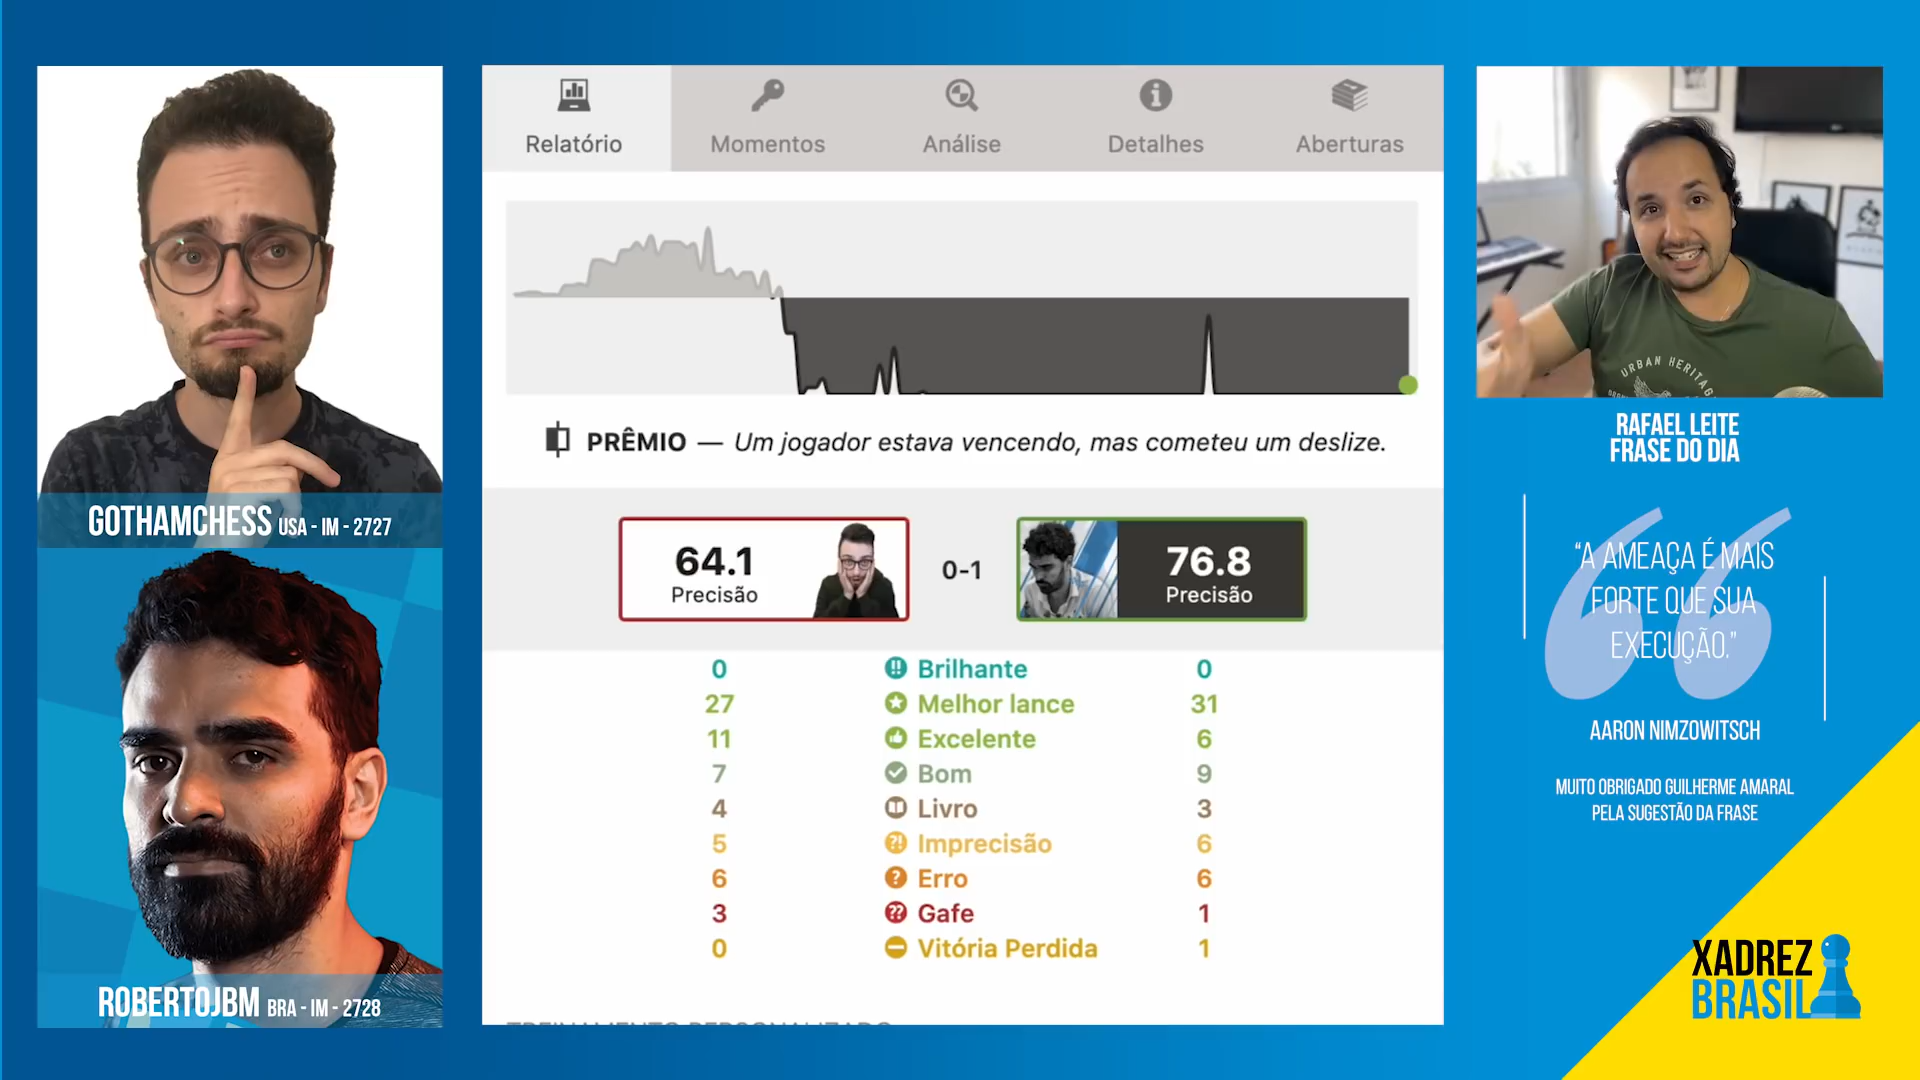 GOTHAMCHESS USA - IM - 2727
ROBERTOJBM BRA - IM - 2728
Relatório
Momentos
Análise
Detalhes
Aberturas
PRÊMIO — Um jogador estava vencendo, mas cometeu um deslize.
64.1
Precisão
0-1
76.8
Precisão
0 Brilhante 0
27 Melhor lance 31
11 Excelente 6
7 Bom 9
4 Livro 3
5 Imprecisão 6
6 Erro 6
3 Gafe 1
0 Vitória Perdida 1
TREINAMENTO PERSONALIZADO
URBAN HERITAG
RAFAEL LEITE
FRASE DO DIA
“A AMEAÇA É MAIS
FORTE QUE SUA
EXECUÇÃO.”
AARON NIMZOWITSCH
MUITO OBRIGADO GUILHERME AMARAL
PELA SUGESTÃO DA FRASE
XADREZ
BRASIL